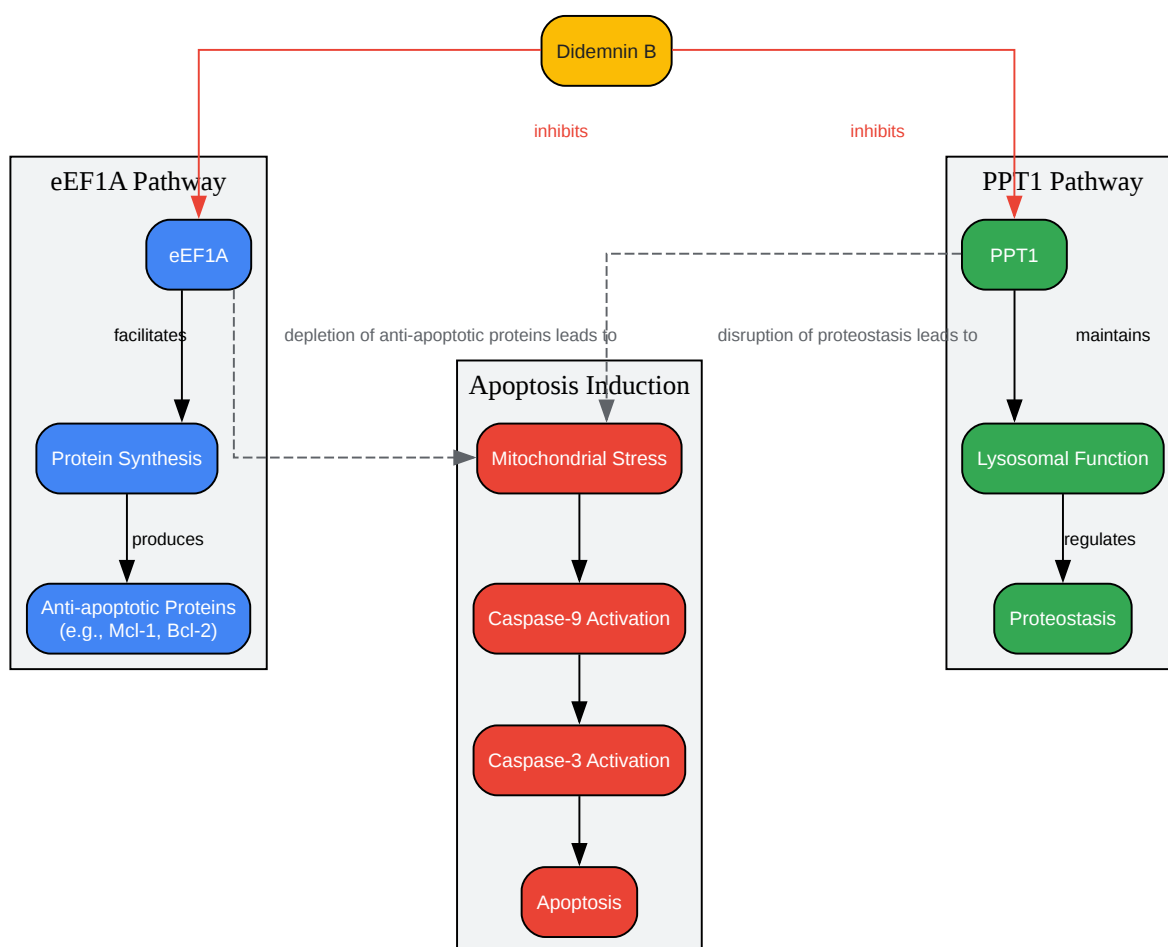 Didemnin B
inhibits
inhibits
eEF1A Pathway
PPT1 Pathway
eEF1A
PPT1
facilitates
depletion of anti-apoptotic proteins leads to
disruption of proteostasis leads to
maintains
Apoptosis Induction
Protein Synthesis
Mitochondrial Stress
Lysosomal Function
produces
regulates
Anti-apoptotic Proteins
(e.g., Mcl-1, Bcl-2)
Caspase-9 Activation
Proteostasis
Caspase-3 Activation
Apoptosis